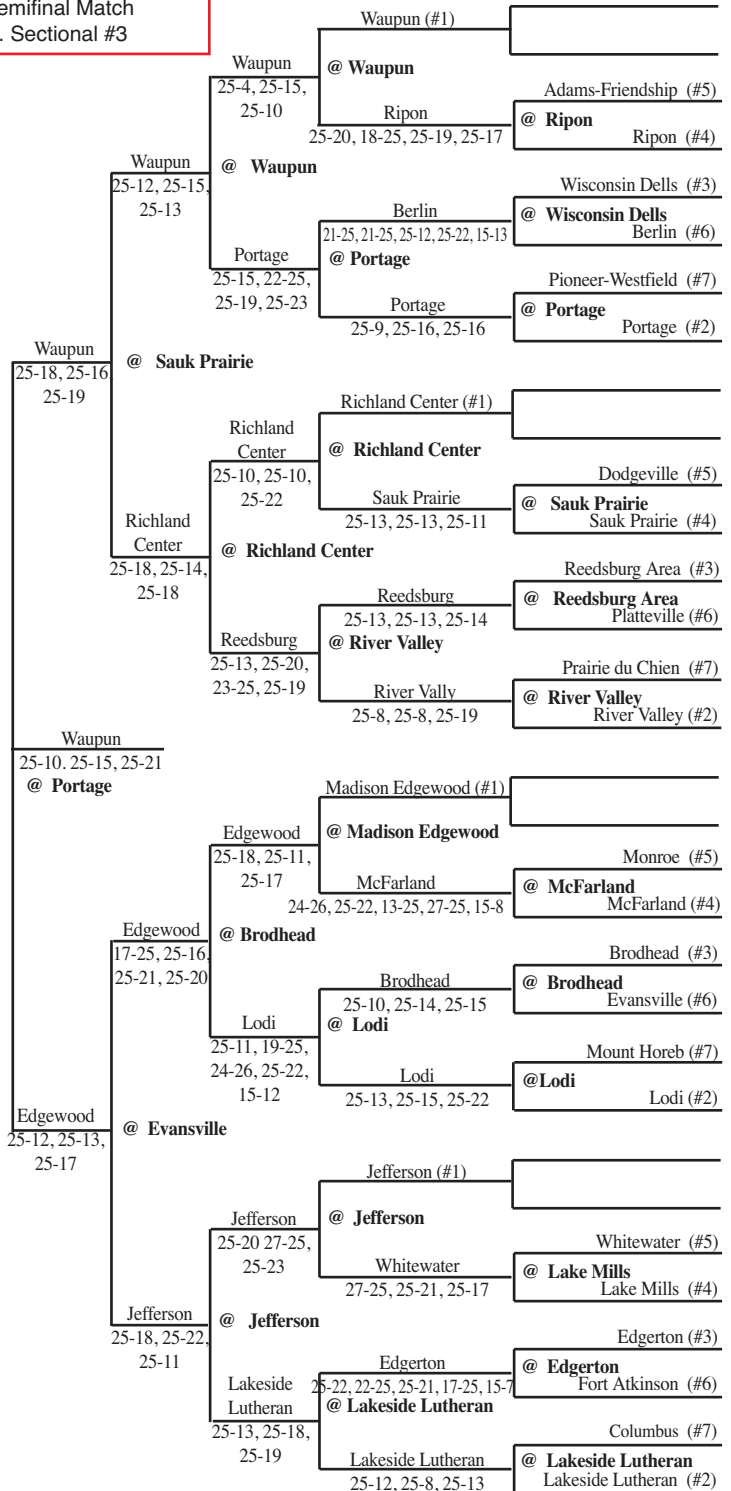 emifinal Match
. Sectional #3
Waupun (#1)
@ Waupun
Waupun
25-4, 25-15,
25-10
Adams-Friendship (#5)
@ Ripon
Ripon (#4)
Ripon
25-20, 18-25, 25-19, 25-17
Waupun
25-12, 25-15,
25-13
@ Waupun
Wisconsin Dells (#3)
@ Wisconsin Dells
Berlin (#6)
Berlin
21-25, 21-25, 25-12, 25-22, 15-13
@ Portage
Portage
25-15, 22-25,
25-19, 25-23
Pioneer-Westfield (#7)
@ Portage
Portage (#2)
Portage
25-9, 25-16, 25-16
Waupun
25-18, 25-16
25-19
@ Sauk Prairie
Richland Center (#1)
@ Richland Center
Richland
Center
25-10, 25-10,
25-22
Dodgeville (#5)
@ Sauk Prairie
Sauk Prairie (#4)
Sauk Prairie
25-13, 25-13, 25-11
Richland
Center
25-18, 25-14,
25-18
@ Richland Center
Reedsburg Area (#3)
@ Reedsburg Area
Platteville (#6)
Reedsburg
25-13, 25-13, 25-14
@ River Valley
Reedsburg
25-13, 25-20,
23-25, 25-19
Prairie du Chien (#7)
@ River Valley
River Valley (#2)
River Vally
25-8, 25-8, 25-19
Waupun
25-10. 25-15, 25-21
@ Portage
Madison Edgewood (#1)
@ Madison Edgewood
Edgewood
25-18, 25-11,
25-17
Monroe (#5)
@ McFarland
McFarland (#4)
McFarland
24-26, 25-22, 13-25, 27-25, 15-8
Edgewood
17-25, 25-16,
25-21, 25-20
@ Brodhead
Brodhead (#3)
@ Brodhead
Evansville (#6)
Brodhead
25-10, 25-14, 25-15
@ Lodi
Lodi
25-11, 19-25,
24-26, 25-22,
15-12
Mount Horeb (#7)
@Lodi
Lodi (#2)
Lodi
25-13, 25-15, 25-22
Edgewood
25-12, 25-13,
25-17
@ Evansville
Jefferson (#1)
@ Jefferson
Jefferson
25-20 27-25,
25-23
Whitewater (#5)
@ Lake Mills
Lake Mills (#4)
Whitewater
27-25, 25-21, 25-17
Jefferson
25-18, 25-22,
25-11
@ Jefferson
Edgerton (#3)
@ Edgerton
Fort Atkinson (#6)
Edgerton
25-22, 22-25, 25-21, 17-25, 15-7
@ Lakeside Lutheran
Lakeside
Lutheran
25-13, 25-18,
25-19
Columbus (#7)
@ Lakeside Lutheran
Lakeside Lutheran (#2)
Lakeside Lutheran
25-12, 25-8, 25-13